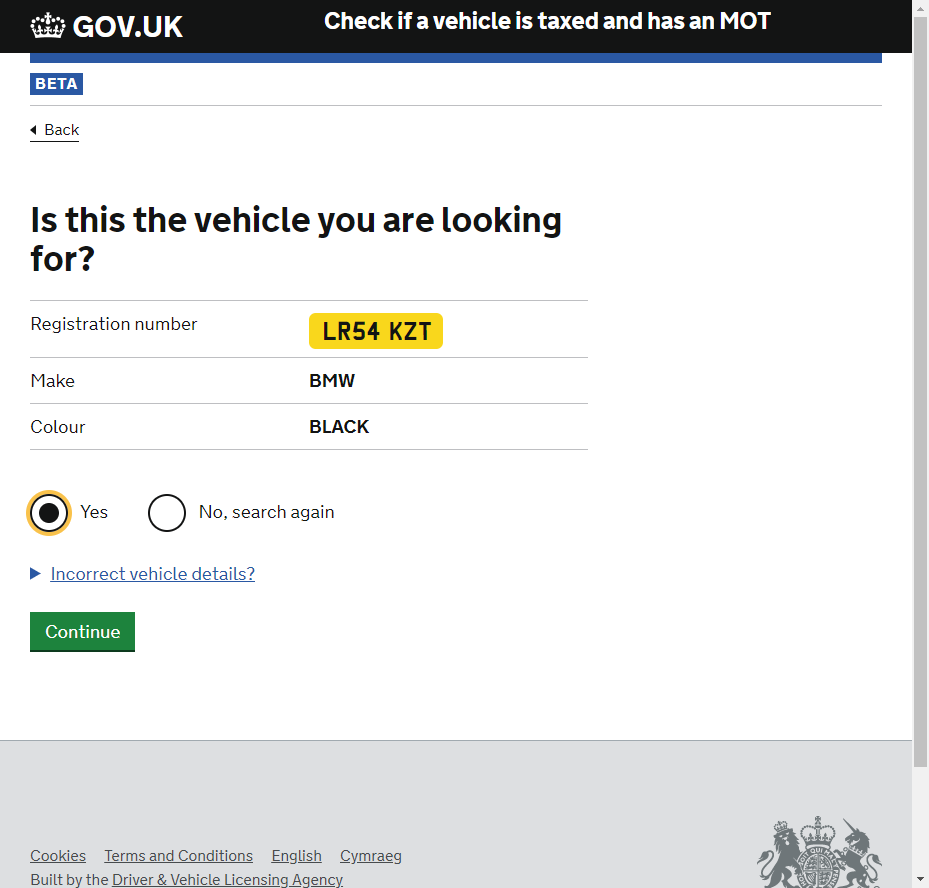 GOV.UK
Check if a vehicle is taxed and has an MOT
BETA
Back
Is this the vehicle you are looking
for?
Registration number LR54 KZT
Make BMW
Colour BLACK
Yes No, search again
Incorrect vehicle details?
Continue
Cookies Terms and Conditions English Cymraeg
Built by the Driver & Vehicle Licensing Agency